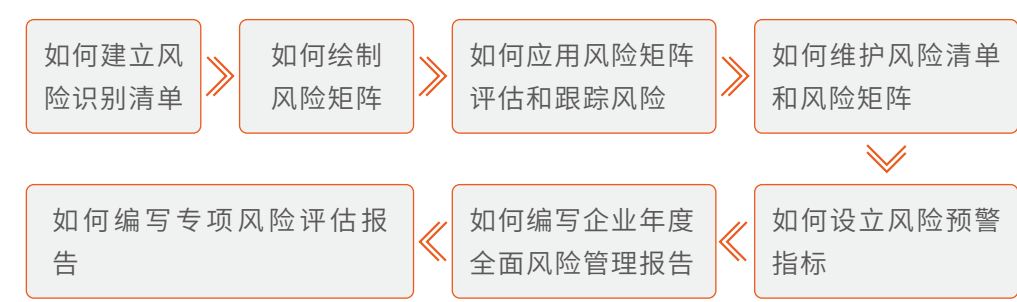 如何建立风
险识别清单
如何绘制
风险矩阵
如何应用风险矩阵
评估和跟踪风险
如何维护风险清单
和风险矩阵
如何设立风险预警
指标
如何编写企业年度
全面风险管理报告
如何编写专项风险评估报
告